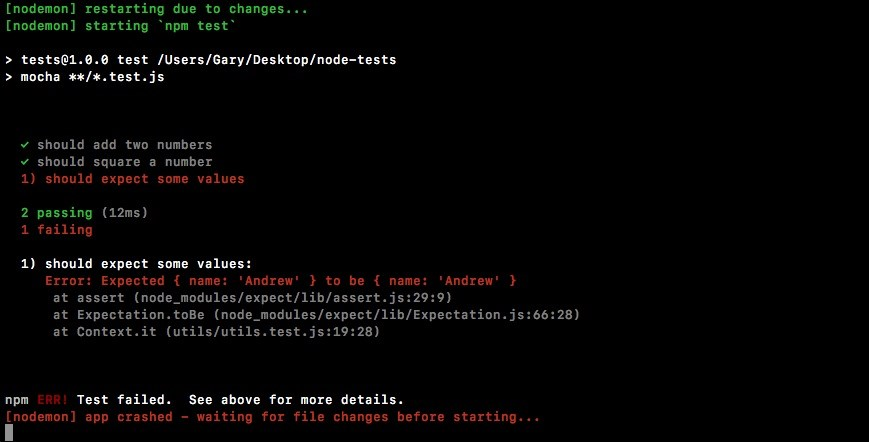 [nodemon] restarting due to changes...
[nodemon] starting `npm test`
> tests@1.0.0 test /Users/Gary/Desktop/node-tests
> mocha **/*.test.js
✓ should add two numbers
✓ should square a number
1) should expect some values
2 passing (12ms)
1 failing
1) should expect some values:
Error: Expected { name: 'Andrew' } to be { name: 'Andrew' }
at assert (node_modules/expect/lib/assert.js:29:9)
at Expectation.toBe (node_modules/expect/lib/Expectation.js:66:28)
at Context.it (utils/utils.test.js:19:28)
npm ERR! Test failed.  See above for more details.
[nodemon] app crashed - waiting for file changes before starting...